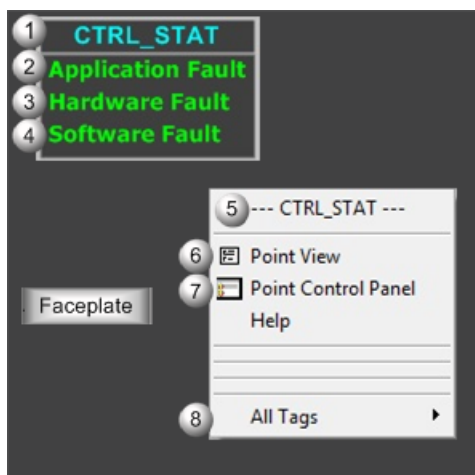 1 CTRL_STAT
2 Application Fault
3 Hardware Fault
4 Software Fault
5 --- CTRL_STAT ---
6 Point View
7 Point Control Panel
Faceplate
Help
8 All Tags